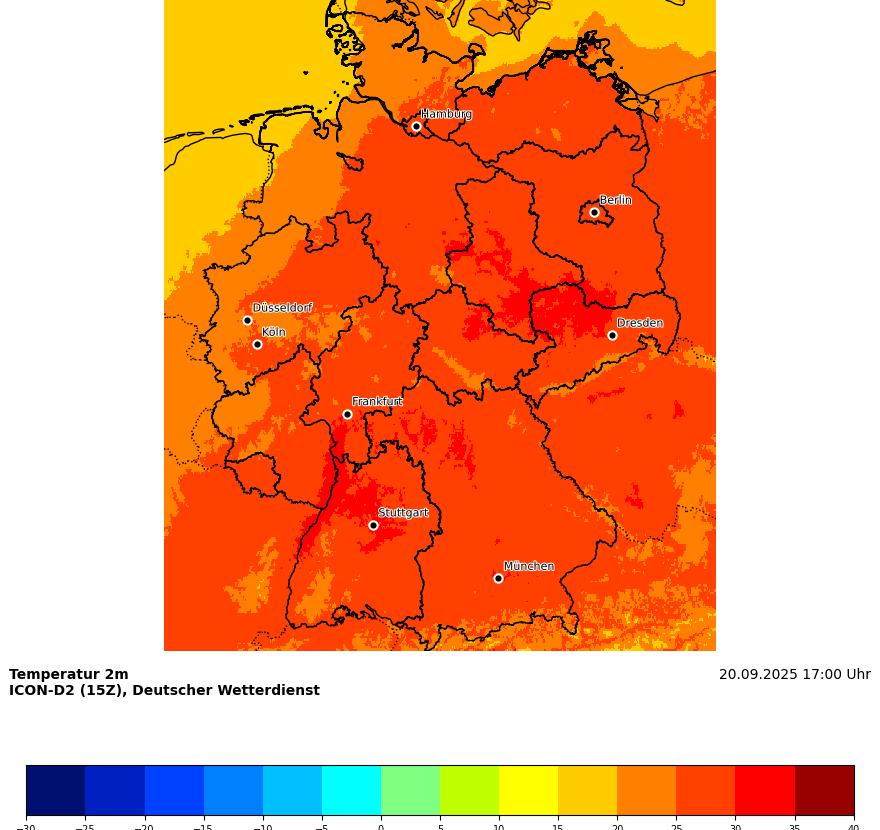 Hamburg
Berlin
Düsseldorf
Köln
Dresden
Frankfurt
Stuttgart
München
Temperatur 2m
20.09.2025 17:00 Uhr
ICON-D2 (15Z), Deutscher Wetterdienst
−30 −25 −20 −15 −10 −5 0 5 10 15 20 25 30 35 40